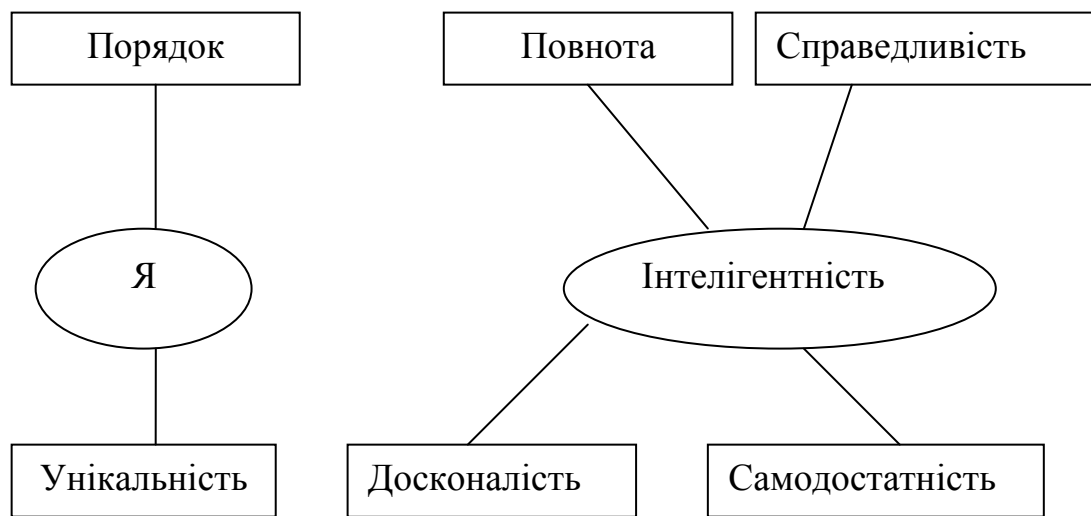 Порядок
Повнота
Справедливість
Я
Інтелігентність
Унікальність
Досконалість
Самодостатність